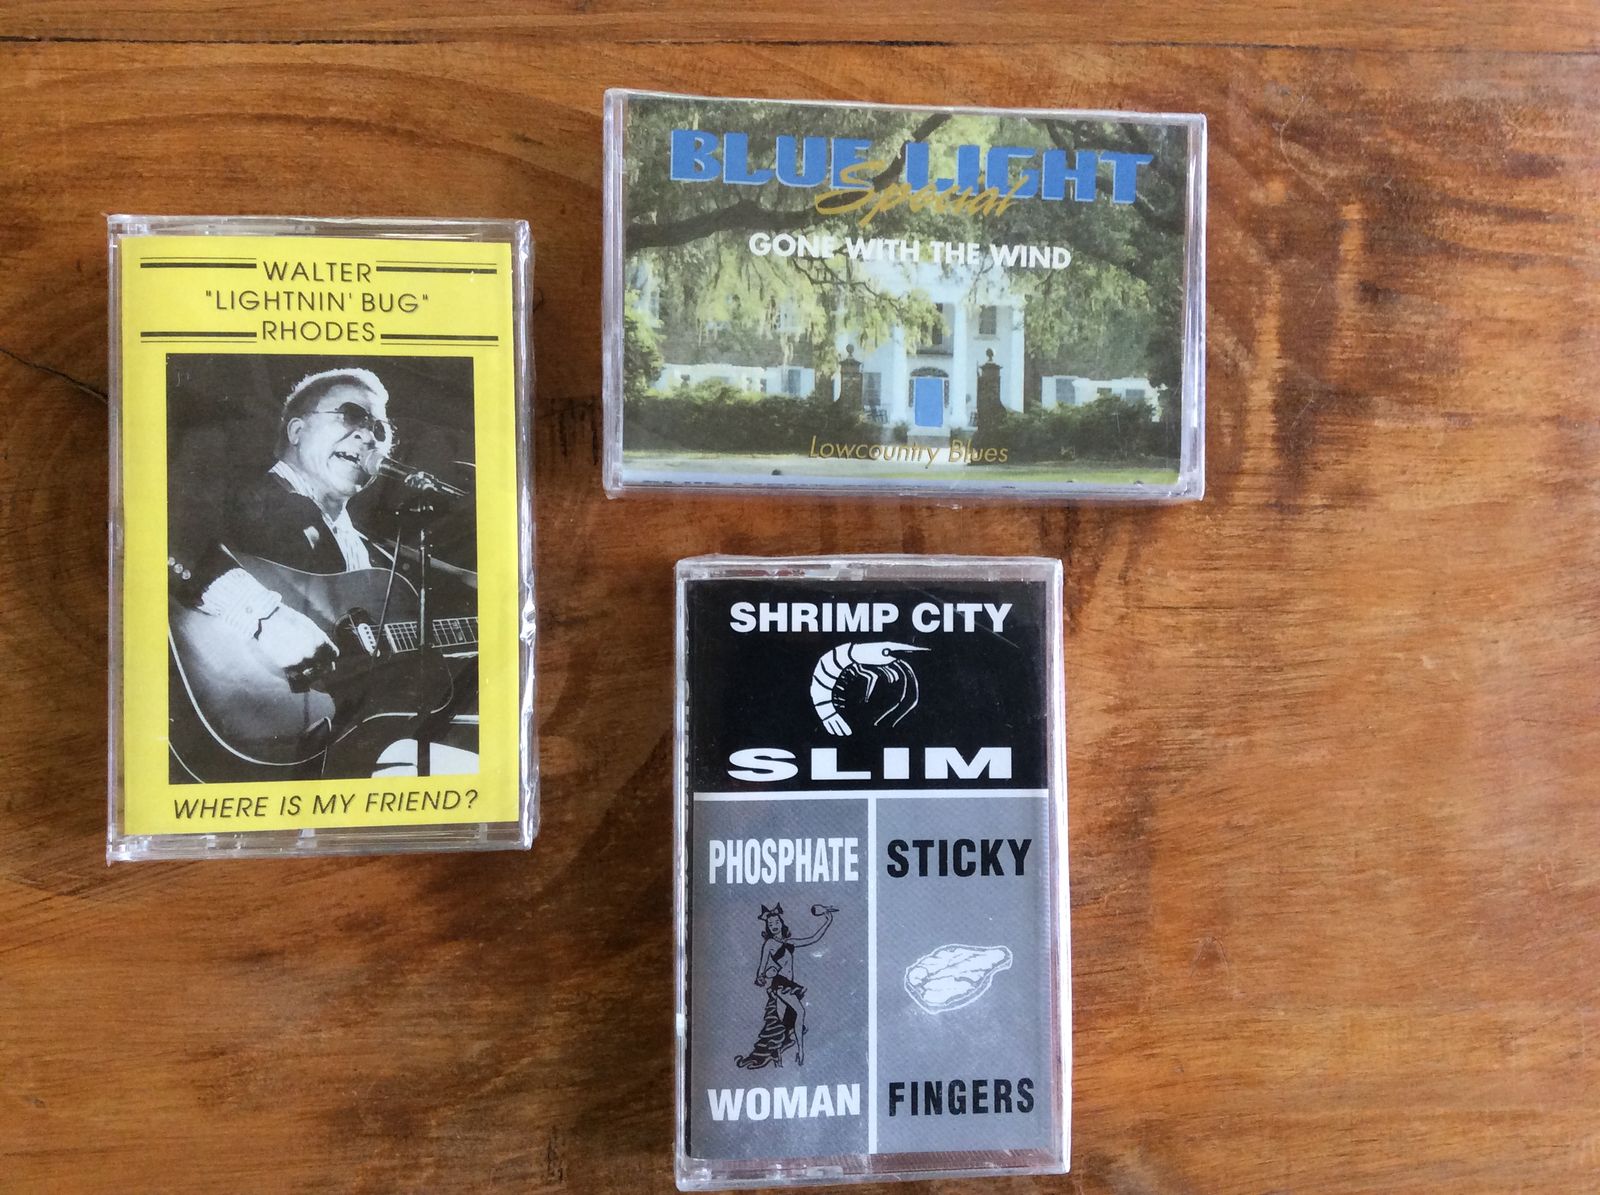 WALTER
"LIGHTNIN' BUG"
RHODES
WHERE IS MY FRIEND?
BLUE LIGHT
Special
GONE WITH THE WIND
Lowcountry Blues
SHRIMP CITY
SLIM
PHOSPHATE
WOMAN
STICKY
FINGERS